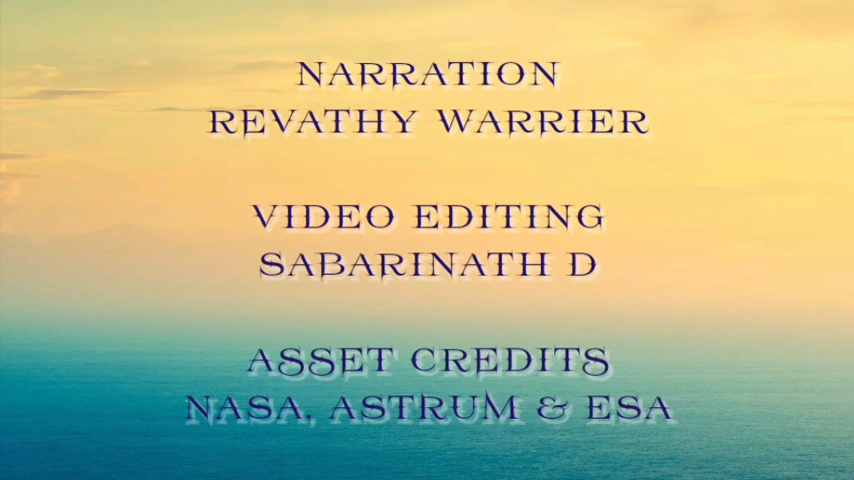 NARRATION
REVATHY WARRIER
VIDEO EDITING
SABARINATH D
ASSET CREDITS
NASA, ASTRUM & ESA